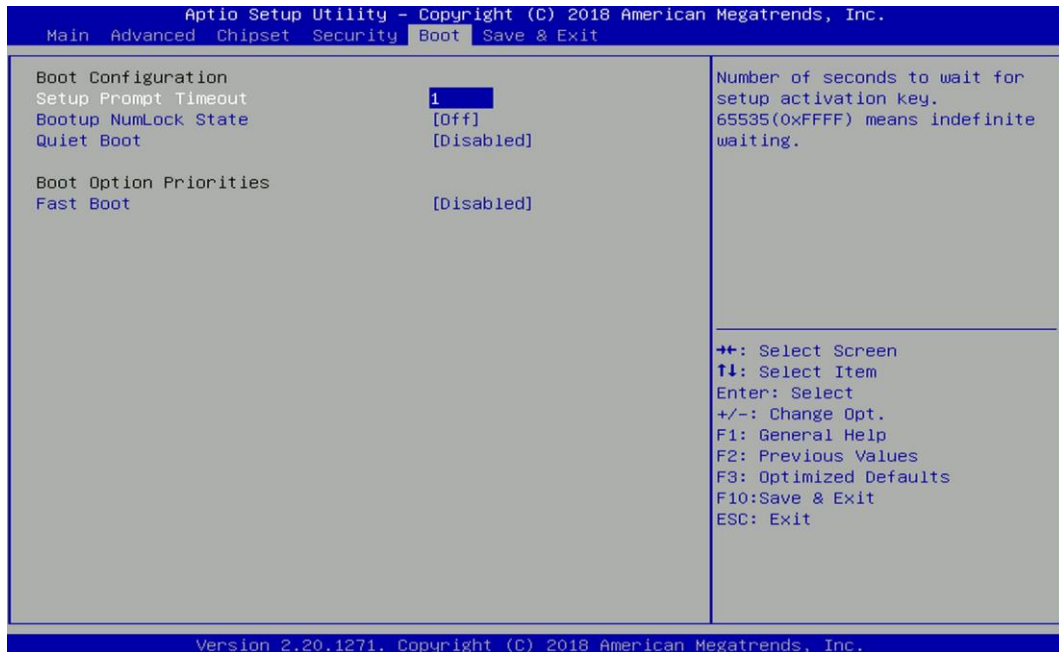 Aptio Setup Utility – Copyright (C) 2018 American Megatrends, Inc.
Main Advanced Chipset Security Boot Save & Exit
Boot Configuration
Setup Prompt Timeout 1
Bootup NumLock State [Off]
Quiet Boot [Disabled]
Boot Option Priorities
Fast Boot [Disabled]
Number of seconds to wait for
setup activation key.
65535(0xFFFF) means indefinite
waiting.
→←: Select Screen
↑↓: Select Item
Enter: Select
+/-: Change Opt.
F1: General Help
F2: Previous Values
F3: Optimized Defaults
F10:Save & Exit
ESC: Exit
Version 2.20.1271. Copyright (C) 2018 American Megatrends, Inc.